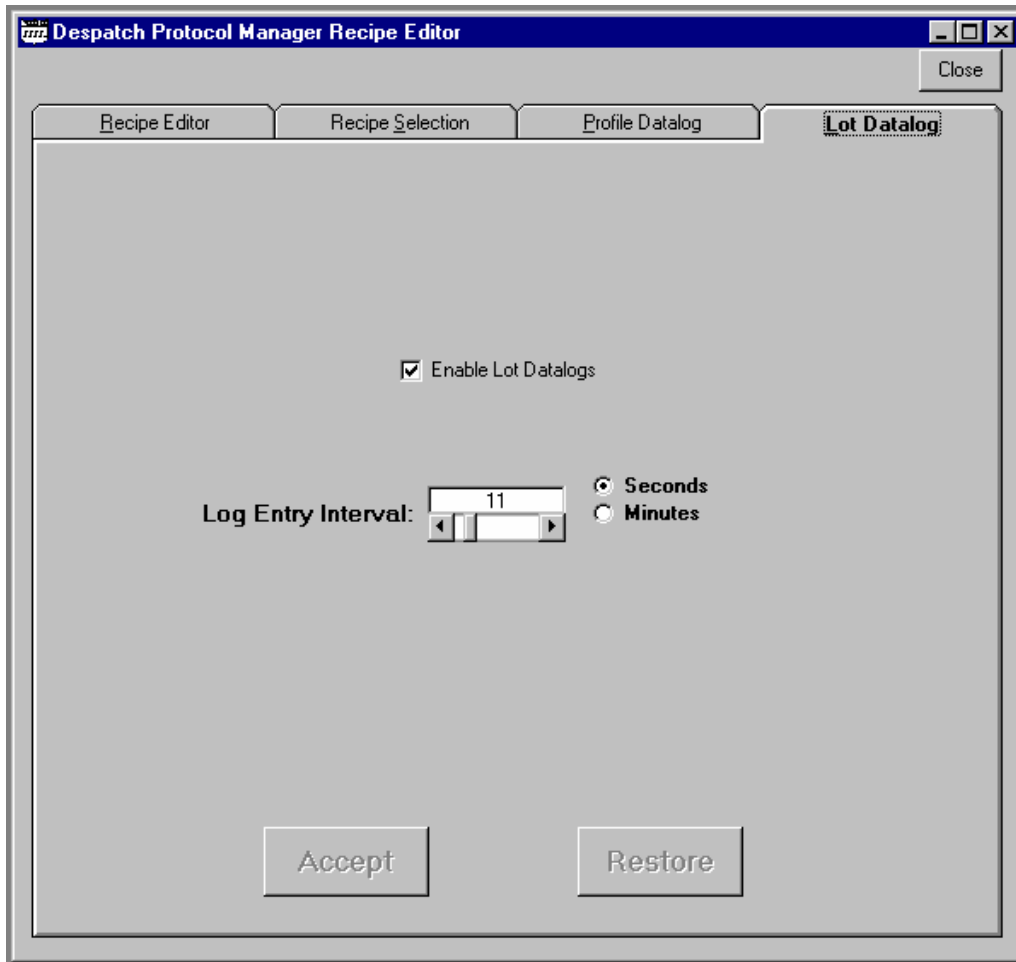 Despatch Protocol Manager Recipe Editor
Close
Recipe Editor
Recipe Selection
Profile Datalog
Lot Datalog
Enable Lot Datalogs
Log Entry Interval:
11
Seconds
Minutes
Accept
Restore